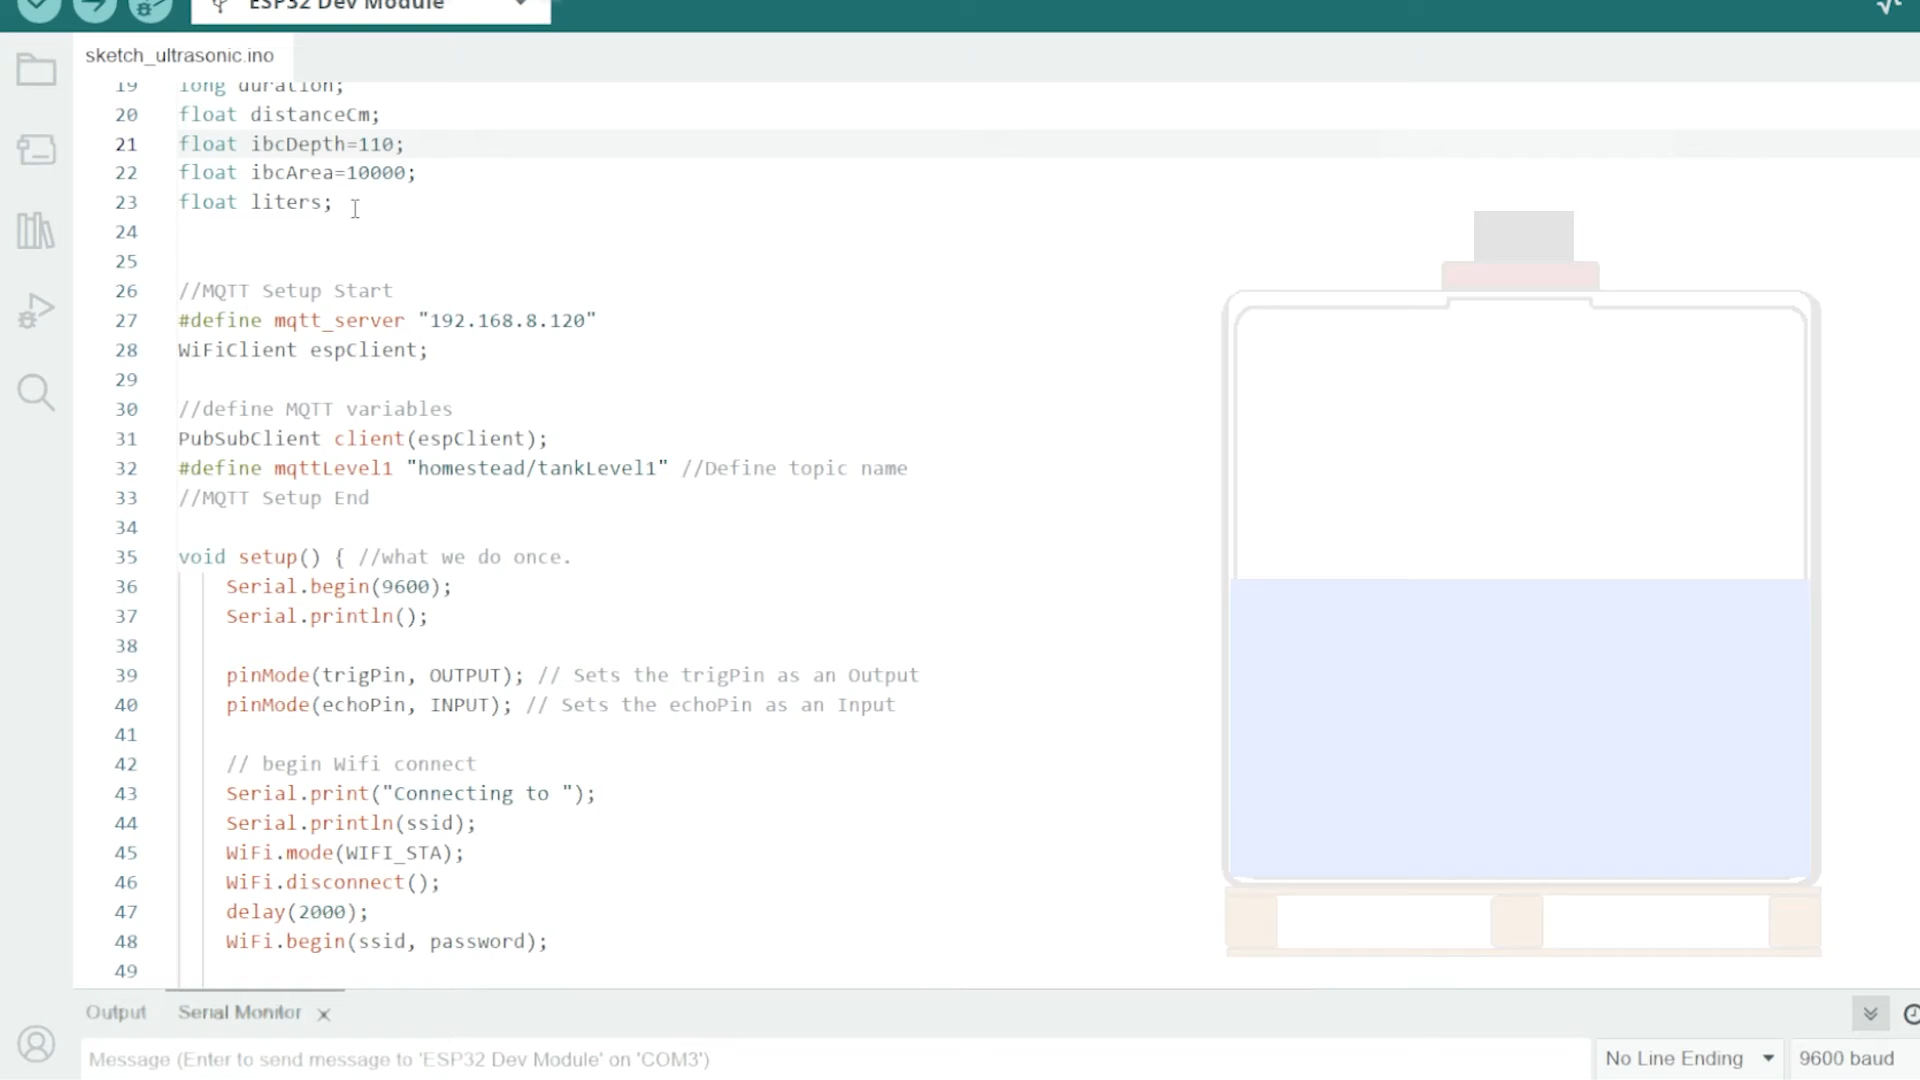 ESP32 Dev Module
sketch_ultrasonic.ino
19 long duration;
20 float distanceCm;
21 float ibcDepth=110;
22 float ibcArea=10000;
23 float liters;
24
25
26 //MQTT Setup Start
27 #define mqtt_server "192.168.8.120"
28 WiFiClient espClient;
29
30 //define MQTT variables
31 PubSubClient client(espClient);
32 #define mqttLevel1 "homestead/tankLevel1" //Define topic name
33 //MQTT Setup End
34
35 void setup() { //what we do once.
36 Serial.begin(9600);
37 Serial.println();
38
39 pinMode(trigPin, OUTPUT); // Sets the trigPin as an Output
40 pinMode(echoPin, INPUT); // Sets the echoPin as an Input
41
42 // begin Wifi connect
43 Serial.print("Connecting to ");
44 Serial.println(ssid);
45 WiFi.mode(WIFI_STA);
46 WiFi.disconnect();
47 delay(2000);
48 WiFi.begin(ssid, password);
49
Output Serial Monitor
Message (Enter to send message to 'ESP32 Dev Module' on 'COM3') No Line Ending 9600 baud